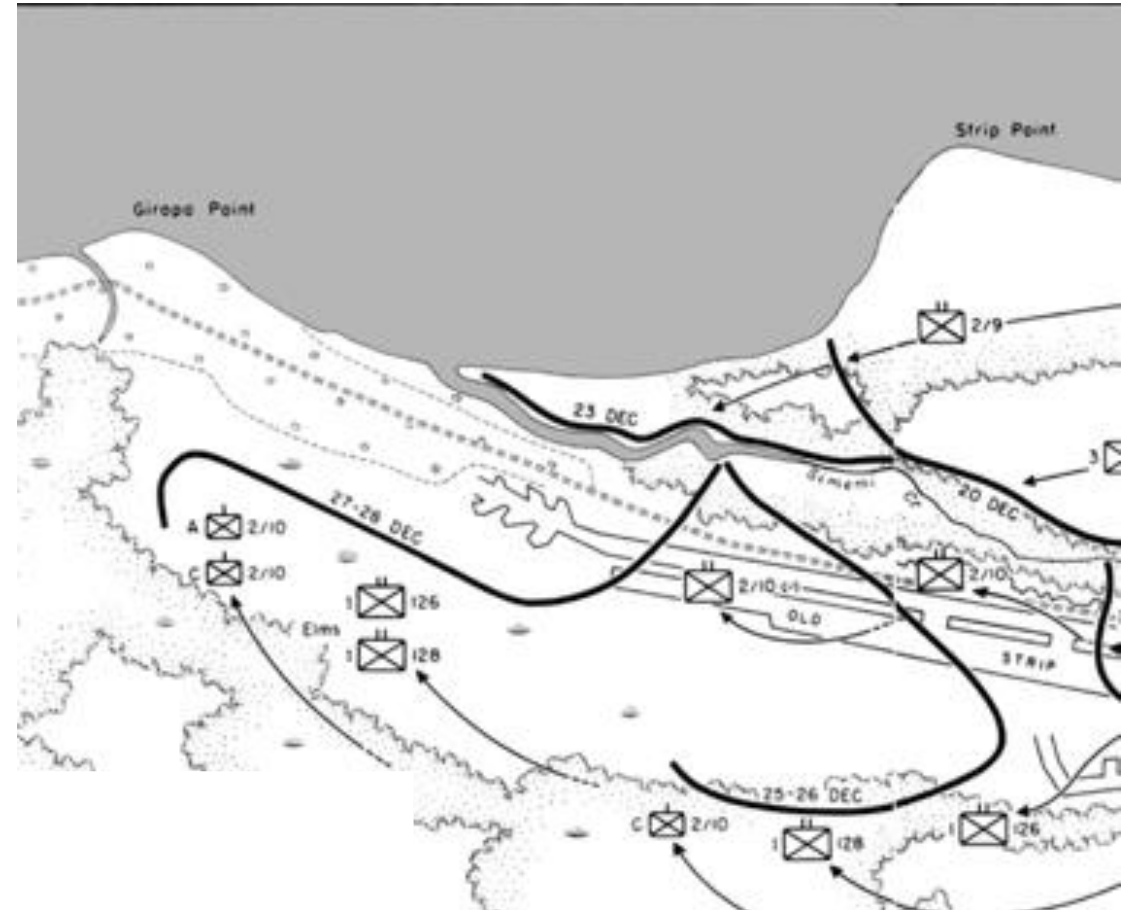 Strip Point
Giropa Point
2/9
23 DEC
3
Simemi Cr
20 DEC
27-28 DEC
A 2/10
C 2/10
2/10 (-)
2/10
1 126
OLD
Elms
1 128
STRIP
25-26 DEC
C 2/10
1 128
1 126